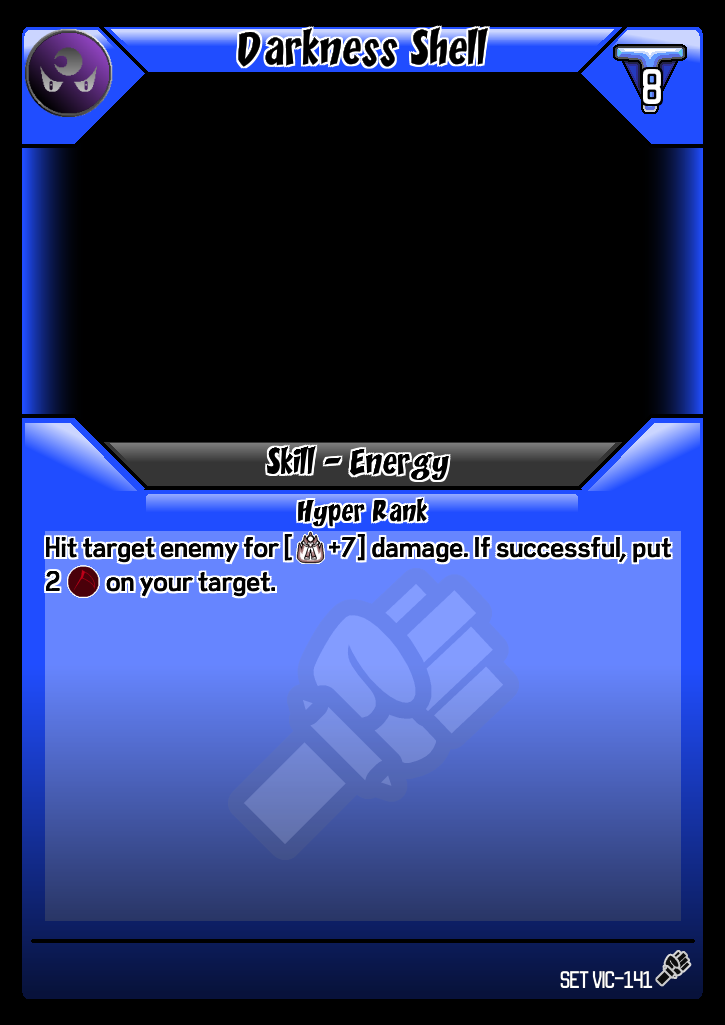 Darkness Shell
8
Skill - Energy
Hyper Rank
Hit target enemy for [ +7] damage. If successful, put
2 on your target.
SET VIC-141